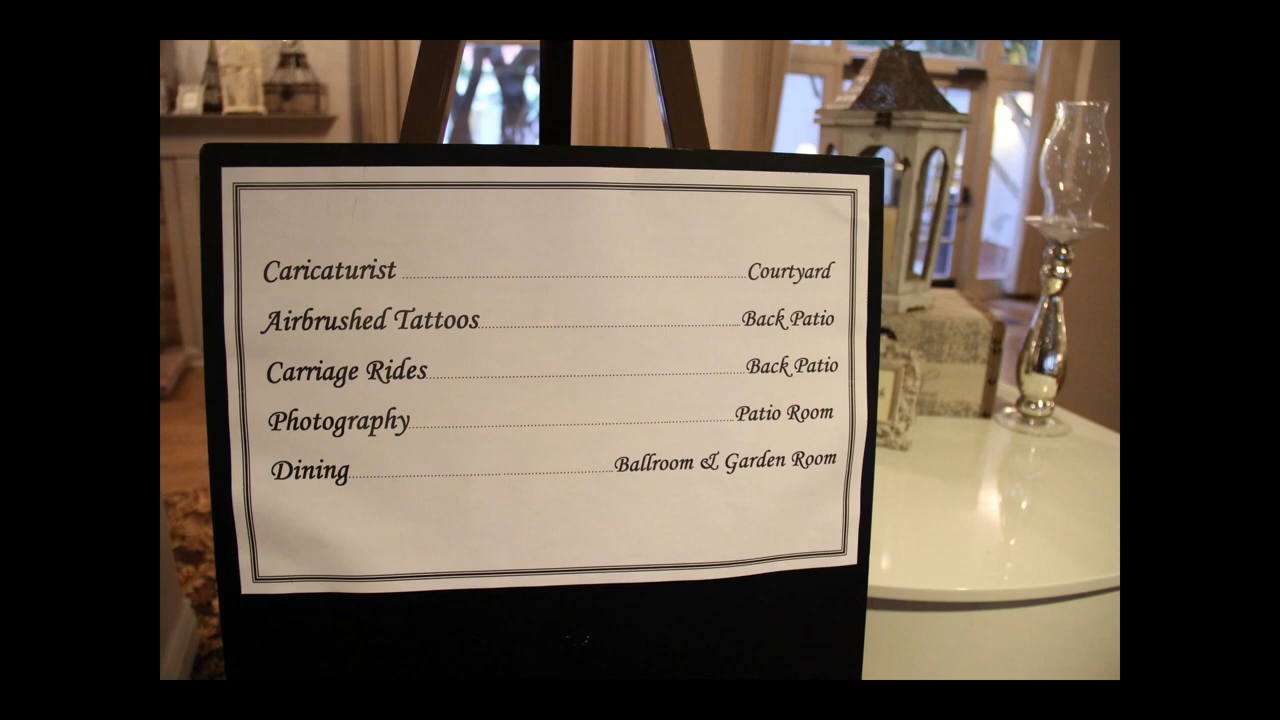 Caricaturist ........ Courtyard
Airbrushed Tattoos ........ Back Patio
Carriage Rides ........ Back Patio
Photography ........ Patio Room
Dining ........ Ballroom & Garden Room